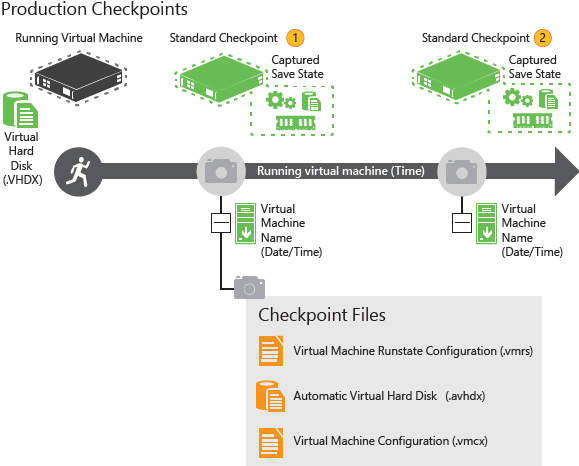 Production Checkpoints
Running Virtual Machine
Standard Checkpoint 1
Standard Checkpoint 2
Captured
Save State
Captured
Save State
Virtual
Hard
Disk
(.VHDX)
Running virtual machine (Time)
Virtual
Machine
Name
(Date/Time)
Virtual
Machine
Name
(Date/Time)
Checkpoint Files
Virtual Machine Runstate Configuration (.vmrs)
Automatic Virtual Hard Disk (.avhdx)
Virtual Machine Configuration (.vmcx)